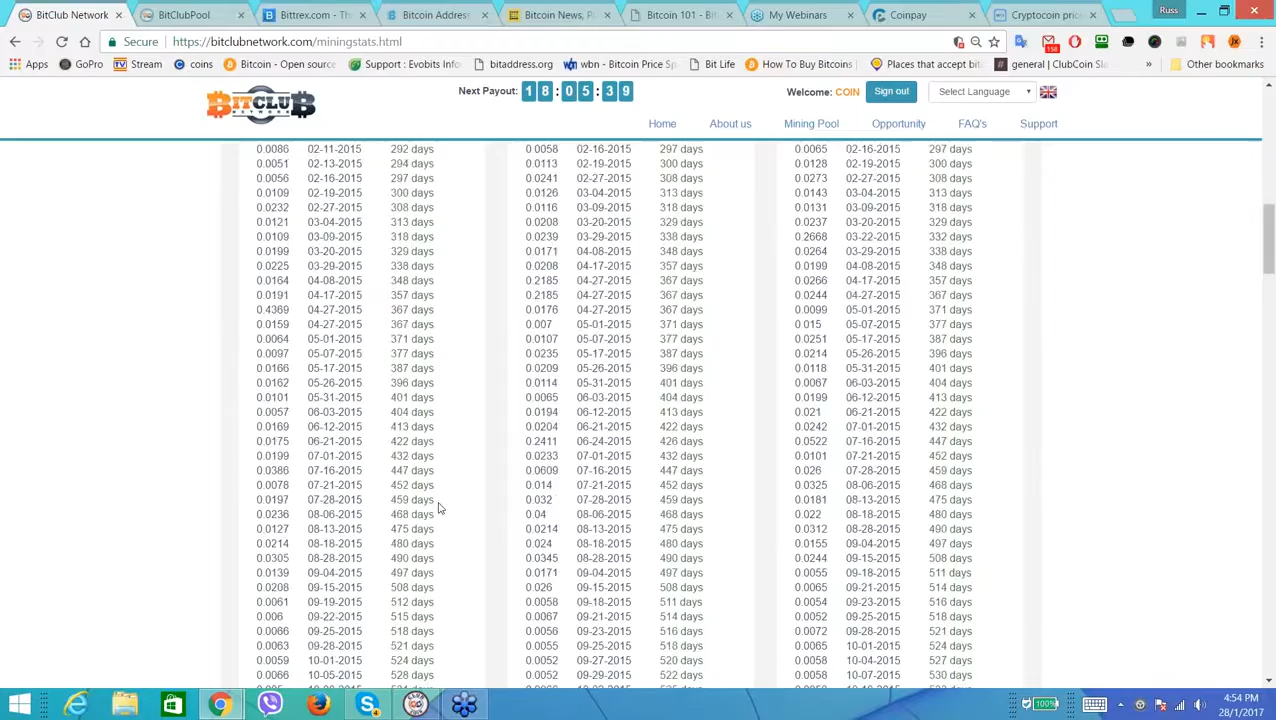 BitClub Network
BitClubPool
Bittrex.com - The
Bitcoin Address
Bitcoin News, P
Bitcoin 101 - Bit
My Webinars
Coinpay
Cryptocoin price
Russ
Secure
https://bitclubnetwork.com/miningstats.html
158
Apps GoPro Stream coins Bitcoin - Open source Support : Evobits Info bitaddress.org wbn - Bitcoin Price Sp Bit Life How To Buy Bitcoins Places that accept bit general | ClubCoin Sl » Other bookmarks
BITCLUB
NETWORK
Next Payout: 18:05:39
Welcome: COIN Sign out Select Language
Home About us Mining Pool Opportunity FAQ's Support
0.0086 02-11-2015 292 days 0.0058 02-16-2015 297 days 0.0065 02-16-2015 297 days
0.0051 02-13-2015 294 days 0.0113 02-19-2015 300 days 0.0128 02-19-2015 300 days
0.0056 02-16-2015 297 days 0.0241 02-27-2015 308 days 0.0273 02-27-2015 308 days
0.0109 02-19-2015 300 days 0.0126 03-04-2015 313 days 0.0143 03-04-2015 313 days
0.0232 02-27-2015 308 days 0.0116 03-09-2015 318 days 0.0131 03-09-2015 318 days
0.0121 03-04-2015 313 days 0.0208 03-20-2015 329 days 0.0237 03-20-2015 329 days
0.0109 03-09-2015 318 days 0.0239 03-29-2015 338 days 0.2668 03-22-2015 332 days
0.0199 03-20-2015 329 days 0.0171 04-08-2015 348 days 0.0264 03-29-2015 338 days
0.0225 03-29-2015 338 days 0.0208 04-17-2015 357 days 0.0199 04-08-2015 348 days
0.0164 04-08-2015 348 days 0.2185 04-27-2015 367 days 0.0266 04-17-2015 357 days
0.0191 04-17-2015 357 days 0.2185 04-27-2015 367 days 0.0244 04-27-2015 367 days
0.4369 04-27-2015 367 days 0.0176 04-27-2015 367 days 0.0099 05-01-2015 371 days
0.0159 04-27-2015 367 days 0.007 05-01-2015 371 days 0.015 05-07-2015 377 days
0.0064 05-01-2015 371 days 0.0107 05-07-2015 377 days 0.0251 05-17-2015 387 days
0.0097 05-07-2015 377 days 0.0235 05-17-2015 387 days 0.0214 05-26-2015 396 days
0.0166 05-17-2015 387 days 0.0209 05-26-2015 396 days 0.0118 05-31-2015 401 days
0.0162 05-26-2015 396 days 0.0114 05-31-2015 401 days 0.0067 06-03-2015 404 days
0.0101 05-31-2015 401 days 0.0065 06-03-2015 404 days 0.0199 06-12-2015 413 days
0.0057 06-03-2015 404 days 0.0194 06-12-2015 413 days 0.021 06-21-2015 422 days
0.0169 06-12-2015 413 days 0.0204 06-21-2015 422 days 0.0242 07-01-2015 432 days
0.0175 06-21-2015 422 days 0.2411 06-24-2015 426 days 0.0522 07-16-2015 447 days
0.0199 07-01-2015 432 days 0.0233 07-01-2015 432 days 0.0101 07-21-2015 452 days
0.0386 07-16-2015 447 days 0.0609 07-16-2015 447 days 0.026 07-28-2015 459 days
0.0078 07-21-2015 452 days 0.014 07-21-2015 452 days 0.0325 08-06-2015 468 days
0.0197 07-28-2015 459 days 0.032 07-28-2015 459 days 0.0181 08-13-2015 475 days
0.0236 08-06-2015 468 days 0.04 08-06-2015 468 days 0.022 08-18-2015 480 days
0.0127 08-13-2015 475 days 0.0214 08-13-2015 475 days 0.0312 08-28-2015 490 days
0.0214 08-18-2015 480 days 0.024 08-18-2015 480 days 0.0155 09-04-2015 497 days
0.0305 08-28-2015 490 days 0.0345 08-28-2015 490 days 0.0244 09-15-2015 508 days
0.0139 09-04-2015 497 days 0.0171 09-04-2015 497 days 0.0055 09-18-2015 511 days
0.0208 09-15-2015 508 days 0.026 09-15-2015 508 days 0.0065 09-21-2015 514 days
0.0061 09-19-2015 512 days 0.0058 09-18-2015 511 days 0.0054 09-23-2015 516 days
0.006 09-22-2015 515 days 0.0067 09-21-2015 514 days 0.0052 09-25-2015 518 days
0.0066 09-25-2015 518 days 0.0056 09-23-2015 516 days 0.0072 09-28-2015 521 days
0.0063 09-28-2015 521 days 0.0055 09-25-2015 518 days 0.0065 10-01-2015 524 days
0.0059 10-01-2015 524 days 0.0052 09-27-2015 520 days 0.0058 10-04-2015 527 days
0.0066 10-05-2015 528 days 0.0052 09-29-2015 522 days 0.0058 10-07-2015 530 days
100%
4:54 PM
28/1/2017